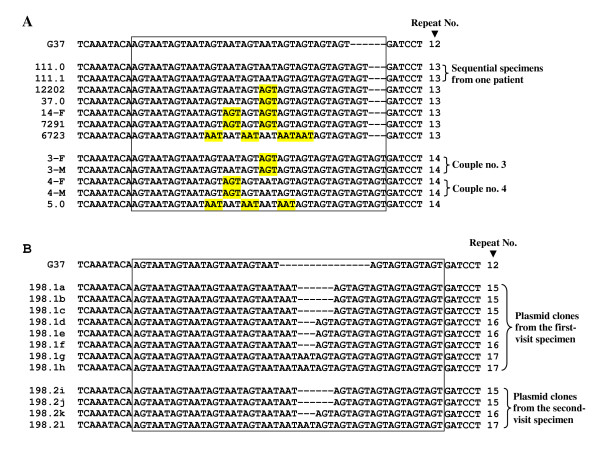 A
Repeat No.
G37 TCAAATACAAGTAATAGTAATAGTAATAGTAATAGTAGTAGTAGT------GATCCT 12
111.0 TCAAATACAAGTAATAGTAATAGTAATAGTAATAGTAGTAGTAGTAGT---GATCCT 13
111.1 TCAAATACAAGTAATAGTAATAGTAATAGTAATAGTAGTAGTAGTAGT---GATCCT 13
Sequential specimens
from one patient
12202 TCAAATACAAGTAATAGTAATAGTAATAGTAGTAGTAGTAGTAGTAGT---GATCCT 13
37.0 TCAAATACAAGTAATAGTAATAGTAATAGTAGTAGTAGTAGTAGTAGT---GATCCT 13
14-F TCAAATACAAGTAATAGTAATAGTAGTAGTAGTAGTAGTAGTAGTAGT---GATCCT 13
7291 TCAAATACAAGTAATAGTAATAGTAGTAGTAGTAGTAGTAGTAGTAGT---GATCCT 13
6723 TCAAATACAAGTAATAGTAATAATAATAATAATAATAATAGTAGTAGT---GATCCT 13
3-F TCAAATACAAGTAATAGTAATAGTAATAGTAGTAGTAGTAGTAGTAGTAGTGATCCT 14
3-M TCAAATACAAGTAATAGTAATAGTAATAGTAGTAGTAGTAGTAGTAGTAGTGATCCT 14
Couple no. 3
4-F TCAAATACAAGTAATAGTAATAGTAGTAGTAATAGTAGTAGTAGTAGTAGTGATCCT 14
4-M TCAAATACAAGTAATAGTAATAGTAGTAGTAATAGTAGTAGTAGTAGTAGTGATCCT 14
Couple no. 4
5.0 TCAAATACAAGTAATAGTAATAATAATAATAATAATAGTAGTAGTAGTAGTGATCCT 14
B
Repeat No.
G37 TCAAATACAAGTAATAGTAATAGTAATAGTAAT---------------AGTAGTAGTAGTGATCCT 12
198.1a TCAAATACAAGTAATAGTAATAGTAATAGTAATAAT------AGTAGTAGTAGTAGTAGTGATCCT 15
198.1b TCAAATACAAGTAATAGTAATAGTAATAGTAATAAT------AGTAGTAGTAGTAGTAGTGATCCT 15
198.1c TCAAATACAAGTAATAGTAATAGTAATAGTAATAAT------AGTAGTAGTAGTAGTAGTGATCCT 15
198.1d TCAAATACAAGTAATAGTAATAGTAATAGTAATAAT---AGTAGTAGTAGTAGTAGTAGTGATCCT 16
198.1e TCAAATACAAGTAATAGTAATAGTAATAGTAATAAT---AGTAGTAGTAGTAGTAGTAGTGATCCT 16
198.1f TCAAATACAAGTAATAGTAATAGTAATAGTAATAAT---AGTAGTAGTAGTAGTAGTAGTGATCCT 16
198.1g TCAAATACAAGTAATAGTAATAGTAATAGTAATAATAATAGTAGTAGTAGTAGTAGTAGTGATCCT 17
198.1h TCAAATACAAGTAATAGTAATAGTAATAGTAATAATAATAGTAGTAGTAGTAGTAGTAGTGATCCT 17
Plasmid clones
from the first-
visit specimen
198.2i TCAAATACAAGTAATAGTAATAGTAATAGTAATAAT------AGTAGTAGTAGTAGTAGTGATCCT 15
198.2j TCAAATACAAGTAATAGTAATAGTAATAGTAATAAT------AGTAGTAGTAGTAGTAGTGATCCT 15
198.2k TCAAATACAAGTAATAGTAATAGTAATAGTAATAAT---AGTAGTAGTAGTAGTAGTAGTGATCCT 16
198.2l TCAAATACAAGTAATAGTAATAGTAATAGTAATAATAATAGTAGTAGTAGTAGTAGTAGTGATCCT 17
Plasmid clones
from the second-
visit specimen